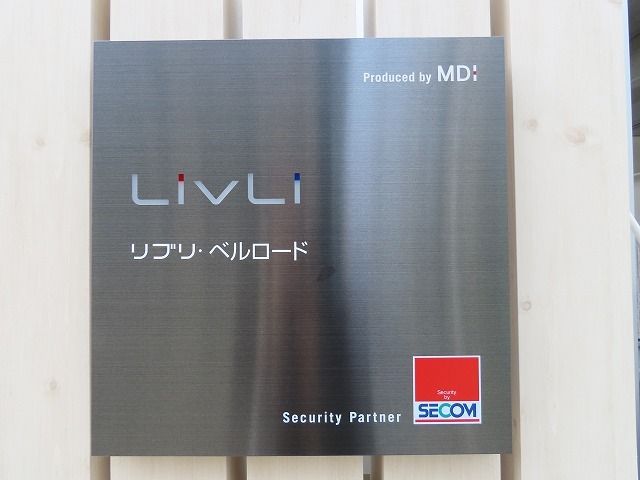 Produced by MDI
LivLi
リブリ・ベルロード
Security
by
SECOM
Security Partner